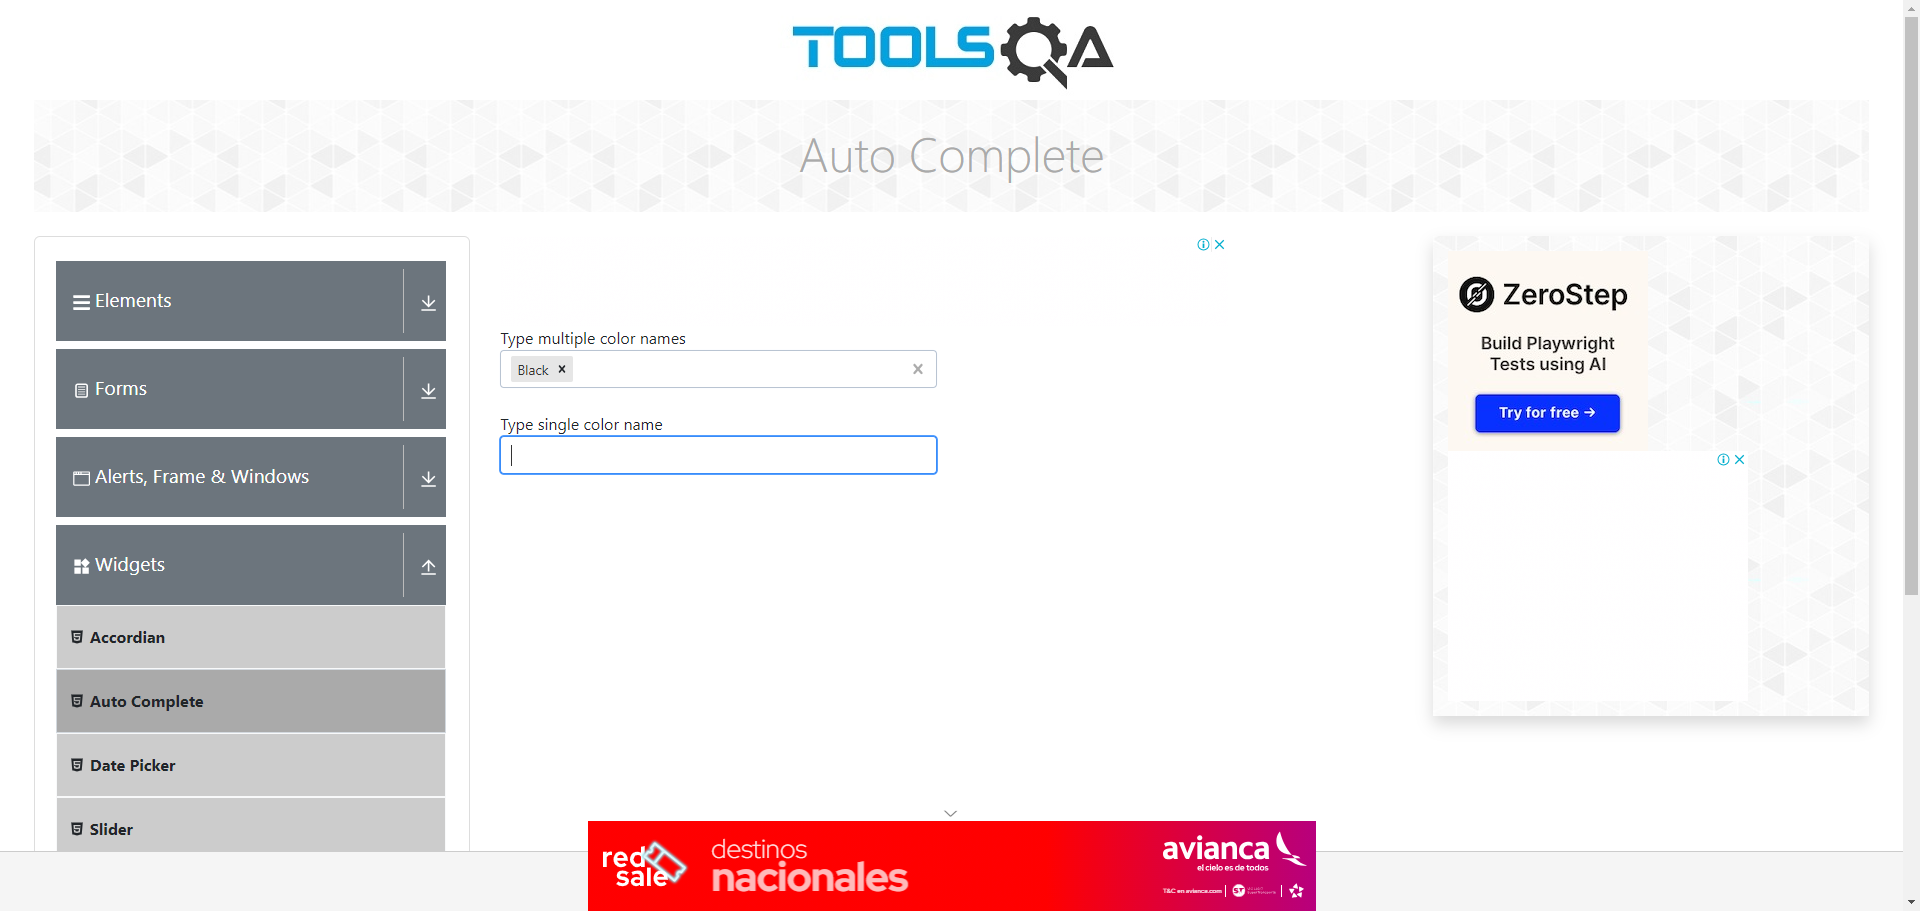 TOOLSQA
Auto Complete
Elements
Forms
Alerts, Frame & Windows
Widgets
Accordian
Auto Complete
Date Picker
Slider
Type multiple color names
Black
Type single color name
ZeroStep
Build Playwright
Tests using AI
Try for free →
red
sale
destinos
nacionales
avianca
el cielo es de todos
T&C en avianca.com